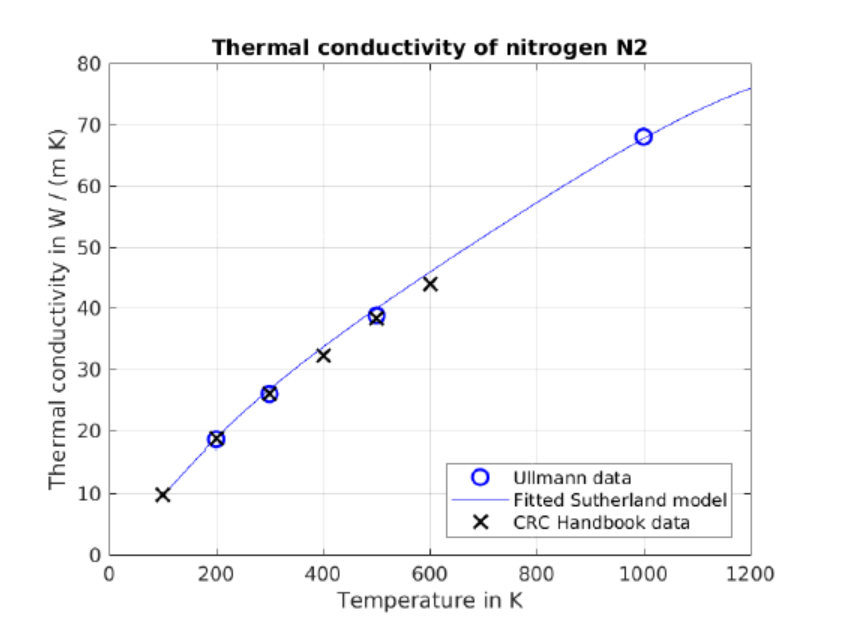 Thermal conductivity of nitrogen N2
Thermal conductivity in W / (m K)
80
70
60
50
40
30
20
10
0
Ullmann data
Fitted Sutherland model
CRC Handbook data
0 200 400 600 800 1000 1200
Temperature in K